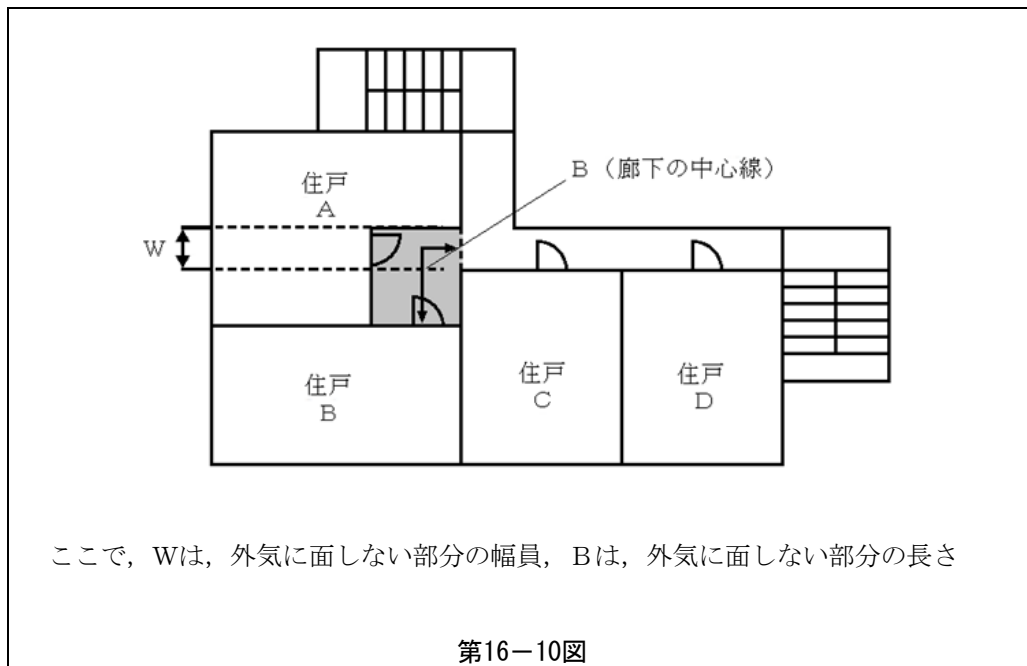 B（廊下の中心線）
住戸
A
W
住戸
B
住戸
C
住戸
D
ここで，Wは，外気に面しない部分の幅員，Bは，外気に面しない部分の長さ
第16－10図